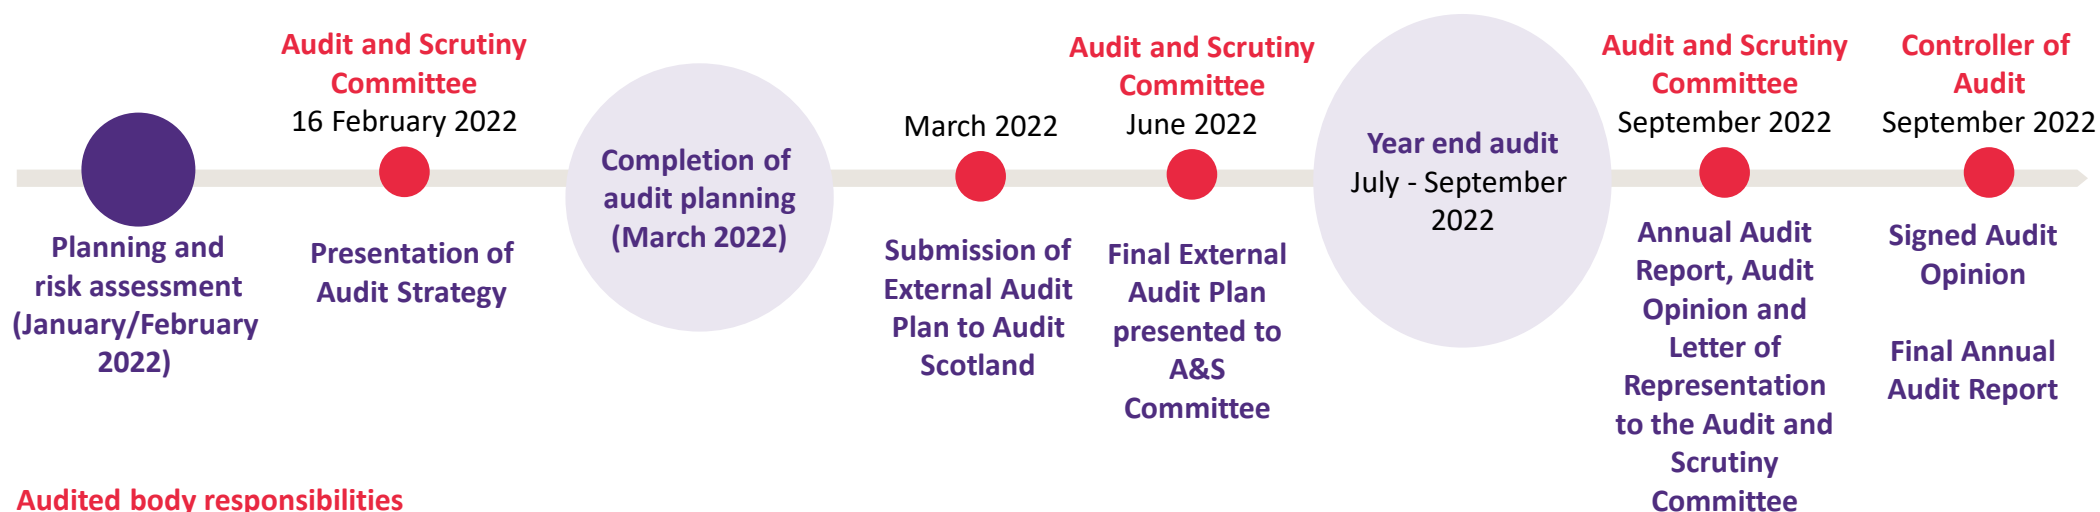 Planning and
risk assessment
(January/February
2022)
Audit and Scrutiny
Committee
16 February 2022
Presentation of
Audit Strategy
Completion of
audit planning
(March 2022)
March 2022
Submission of
External Audit
Plan to Audit
Scotland
Audit and Scrutiny
Committee
June 2022
Final External
Audit Plan
presented to
A&S
Committee
Year end audit
July - September
2022
Audit and Scrutiny
Committee
September 2022
Annual Audit
Report, Audit
Opinion and
Letter of
Representation
to the Audit and
Scrutiny
Committee
Controller of
Audit
September 2022
Signed Audit
Opinion
Final Annual
Audit Report
Audited body responsibilities